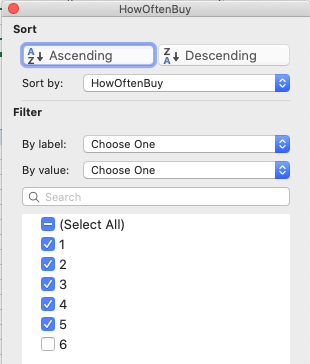 HowOftenBuy
Sort
A Z Ascending Z A Descending
Sort by: HowOftenBuy
Filter
By label: Choose One
By value: Choose One
Search
(Select All)
1
2
3
4
5
6